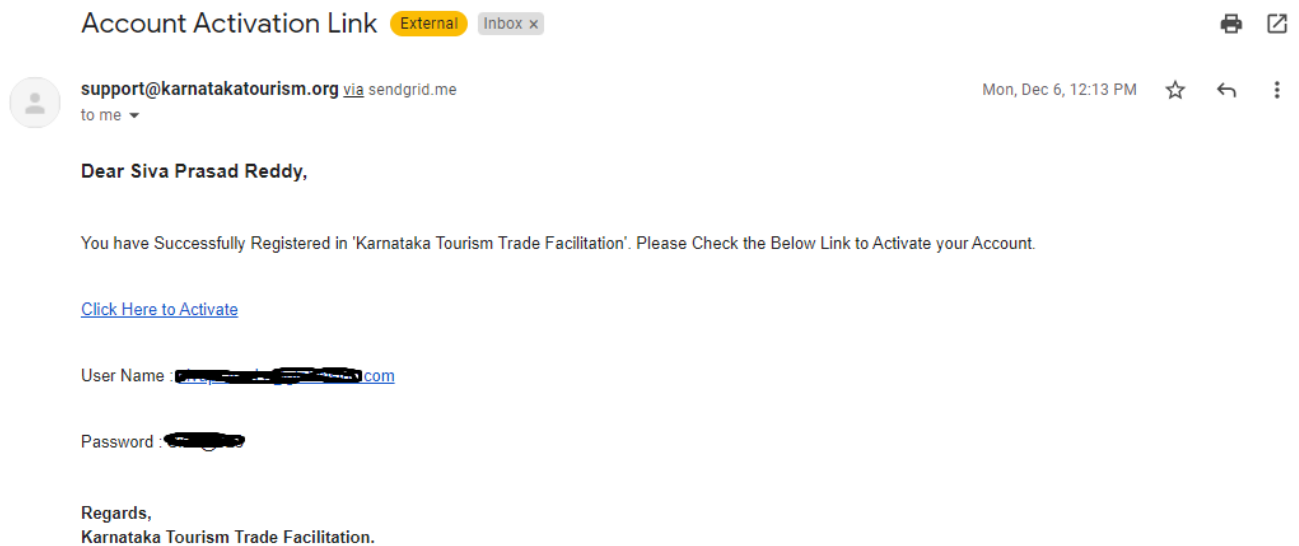 Account Activation Link External Inbox ×
support@karnatakatourism.org via sendgrid.me Mon, Dec 6, 12:13 PM
to me
Dear Siva Prasad Reddy,
You have Successfully Registered in 'Karnataka Tourism Trade Facilitation'. Please Check the Below Link to Activate your Account.
Click Here to Activate
User Name : com
Password :
Regards,
Karnataka Tourism Trade Facilitation.